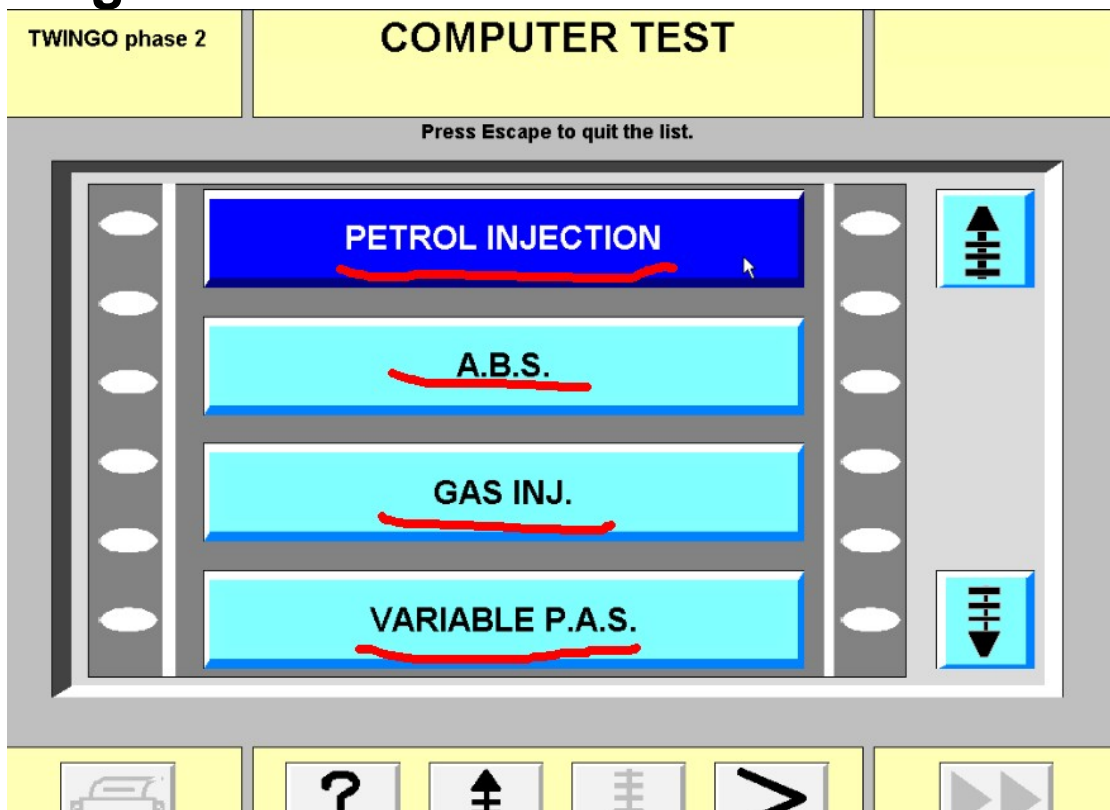 TWINGO phase 2
COMPUTER TEST
Press Escape to quit the list.
PETROL INJECTION
A.B.S.
GAS INJ.
VARIABLE P.A.S.
?
>